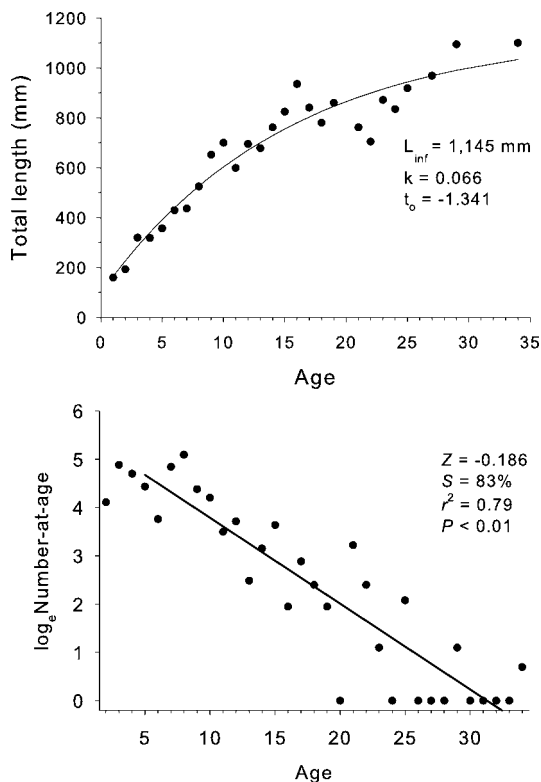 1200
1000
800
600
400
200
0
Total length (mm)
L_inf = 1,145 mm
k = 0.066
t_o = -1.341
0 5 10 15 20 25 30 35
Age
6
5
4
3
2
1
0
log_e Number-at-age
Z = -0.186
S = 83%
r² = 0.79
P < 0.01
5 10 15 20 25 30
Age